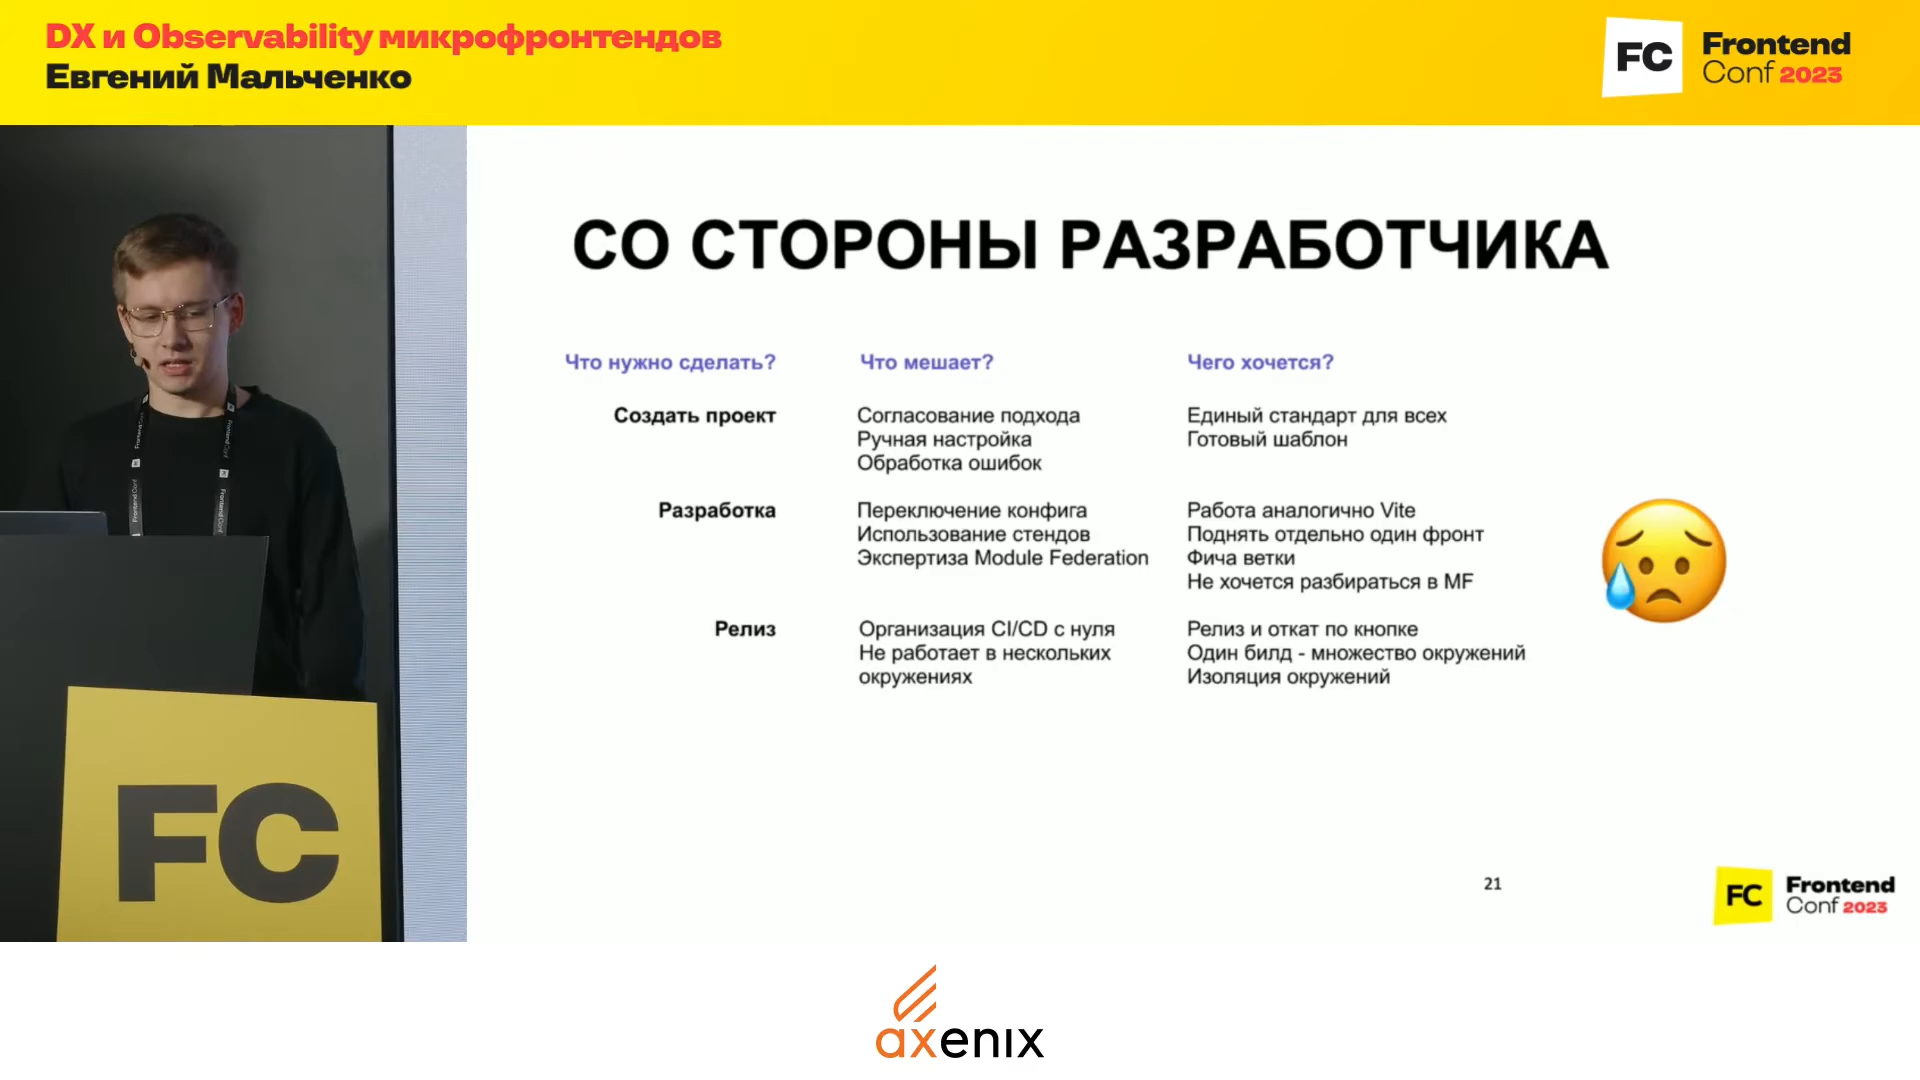 DX и Observability микрофронтендов
Евгений Мальченко
FC
Frontend
Conf 2023
СО СТОРОНЫ РАЗРАБОТЧИКА
Что нужно сделать?
Что мешает?
Чего хочется?
Создать проект
Согласование подхода
Ручная настройка
Обработка ошибок
Единый стандарт для всех
Готовый шаблон
Разработка
Переключение конфига
Использование стендов
Экспертиза Module Federation
Работа аналогично Vite
Поднять отдельно один фронт
Фича ветки
Не хочется разбираться в MF
Релиз
Организация CI/CD с нуля
Не работает в нескольких
окружениях
Релиз и откат по кнопке
Один билд - множество окружений
Изоляция окружений
21
FC
Frontend
Conf 2023
FC
axenix